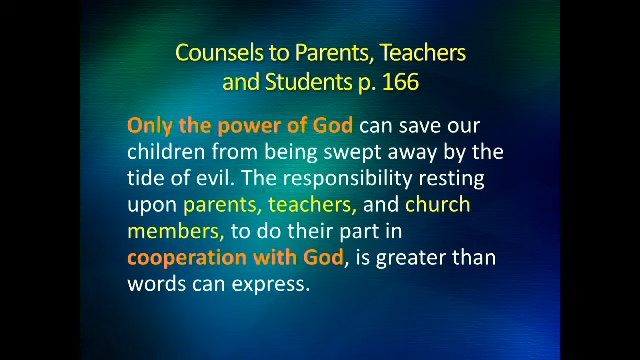 Counsels to Parents, Teachers
and Students p. 166
Only the power of God can save our
children from being swept away by the
tide of evil. The responsibility resting
upon parents, teachers, and church
members, to do their part in
cooperation with God, is greater than
words can express.